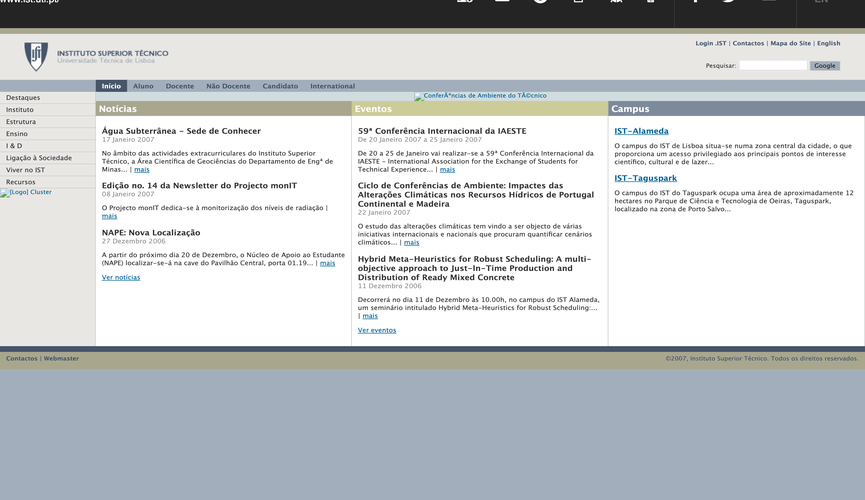 www.ist.utl.pt
EN
INSTITUTO SUPERIOR TÉCNICO
Universidade Técnica de Lisboa
Login .IST | Contactos | Mapa do Site | English
Pesquisar:
Google
Início Aluno Docente Não Docente Candidato International
Destaques
Instituto
Estrutura
Ensino
I & D
Ligação à Sociedade
Viver no IST
Recursos
[Logo] Cluster
ConferÃªncias de Ambiente do TÃ©cnico
Notícias
Água Subterrânea - Sede de Conhecer
17 Janeiro 2007
No âmbito das actividades extracurriculares do Instituto Superior
Técnico, a Área Científica de Geociências do Departamento de Engª de
Minas... | mais
Edição no. 14 da Newsletter do Projecto monIT
08 Janeiro 2007
O Projecto monIT dedica-se à monitorização dos níveis de radiação |
mais
NAPE: Nova Localização
27 Dezembro 2006
A partir do próximo dia 20 de Dezembro, o Núcleo de Apoio ao Estudante
(NAPE) localizar-se-á na cave do Pavilhão Central, porta 01.19... | mais
Ver notícias
Eventos
59ª Conferência Internacional da IAESTE
De 20 Janeiro 2007 a 25 Janeiro 2007
De 20 a 25 de Janeiro vai realizar-se a 59ª Conferência Internacional da
IAESTE - International Association for the Exchange of Students for
Technical Experience... | mais
Ciclo de Conferências de Ambiente: Impactes das
Alterações Climáticas nos Recursos Hídricos de Portugal
Continental e Madeira
22 Janeiro 2007
O estudo das alterações climáticas tem vindo a ser objecto de várias
iniciativas internacionais e nacionais que procuram quantificar cenários
climáticos... | mais
Hybrid Meta-Heuristics for Robust Scheduling: A multi-
objective approach to Just-In-Time Production and
Distribution of Ready Mixed Concrete
11 Dezembro 2006
Decorrerá no dia 11 de Dezembro às 10.00h, no campus do IST Alameda,
um seminário intitulado Hybrid Meta-Heuristics for Robust Scheduling:...
| mais
Ver eventos
Campus
IST-Alameda
O campus do IST de Lisboa situa-se numa zona central da cidade, o que
proporciona um acesso privilegiado aos principais pontos de interesse
científico, cultural e de lazer...
IST-Taguspark
O campus do IST do Taguspark ocupa uma área de aproximadamente 12
hectares no Parque de Ciência e Tecnologia de Oeiras, Taguspark,
localizado na zona de Porto Salvo...
Contactos | Webmaster
©2007, Instituto Superior Técnico. Todos os direitos reservados.